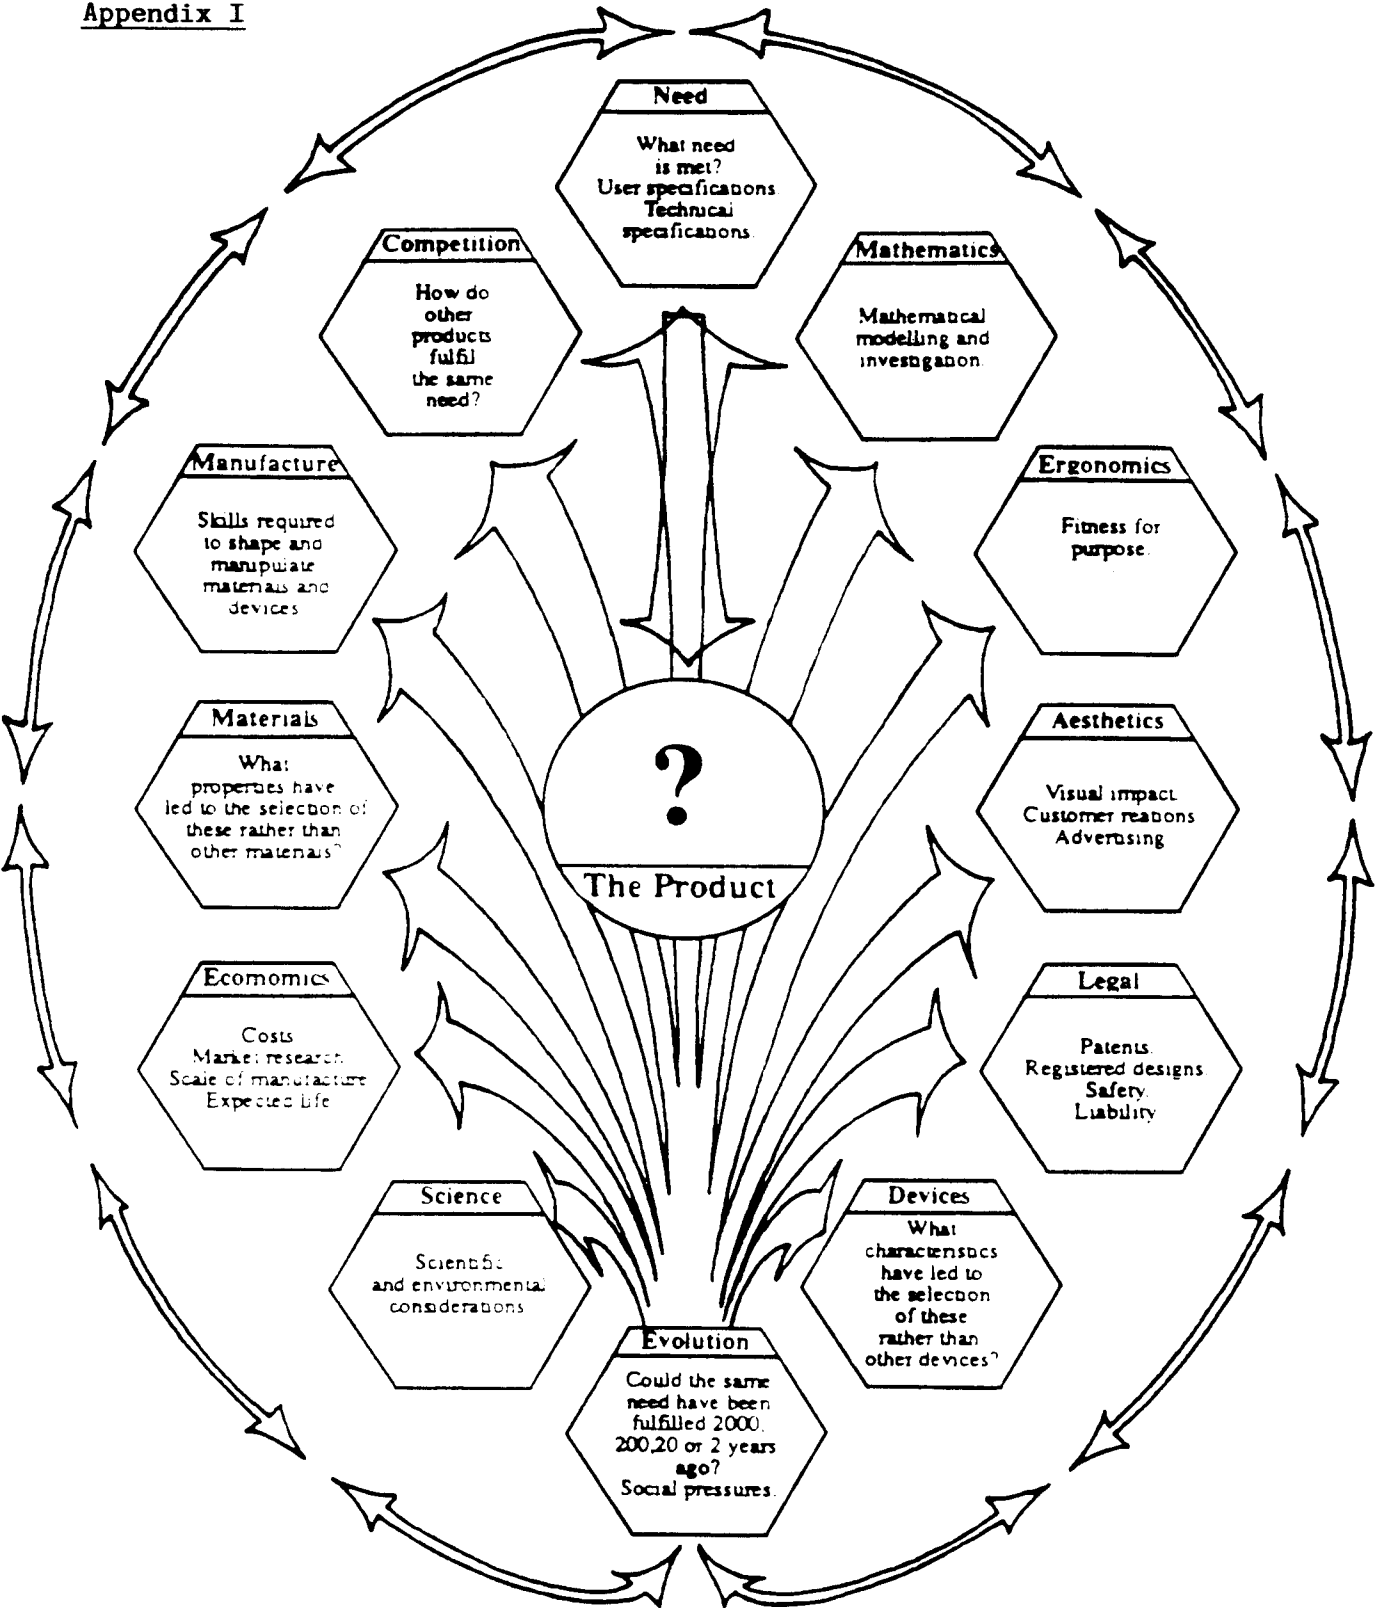 Appendix I
Need
What need
is met?
User specifications.
Technical
specifications.
Competition
How do
other
products
fulfil
the same
need?
Mathematics
Mathematical
modelling and
investigation.
Manufacture
Skills required
to shape and
manipulate
materials and
devices
Ergonomics
Fitness for
purpose.
Materials
What
properties have
led to the selection of
these rather than
other materials?
?
The Product
Aesthetics
Visual impact
Customer reations
Advertising
Ecomomics
Costs
Market research
Scale of manufacture
Expected life
Legal
Patents.
Registered designs.
Safety.
Liability
Science
Scientific
and environmental
considerations
Devices
What
characteristics
have led to
the selection
of these
rather than
other devices?
Evolution
Could the same
need have been
fulfilled 2000,
200,20 or 2 years
ago?
Social pressures.